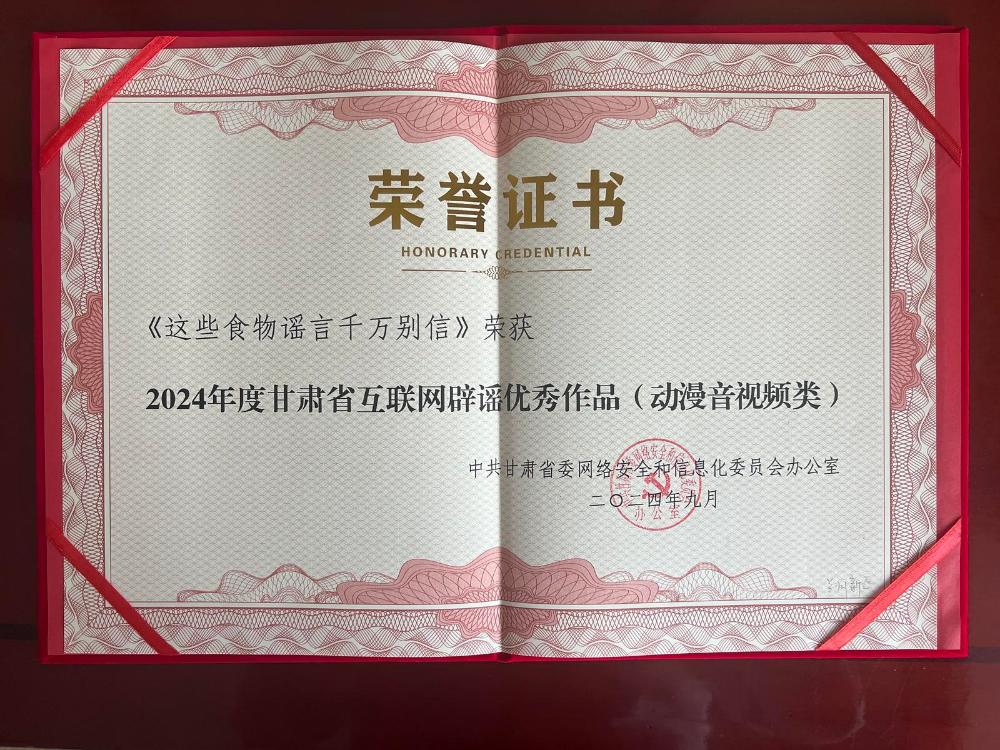 荣誉证书
HONORARY CREDENTIAL
《这些食物谣言千万别信》荣获
2024年度甘肃省互联网辟谣优秀作品（动漫音视频类）
中共甘肃省委网络安全和信息化委员会办公室
二〇二四年九月
办公室